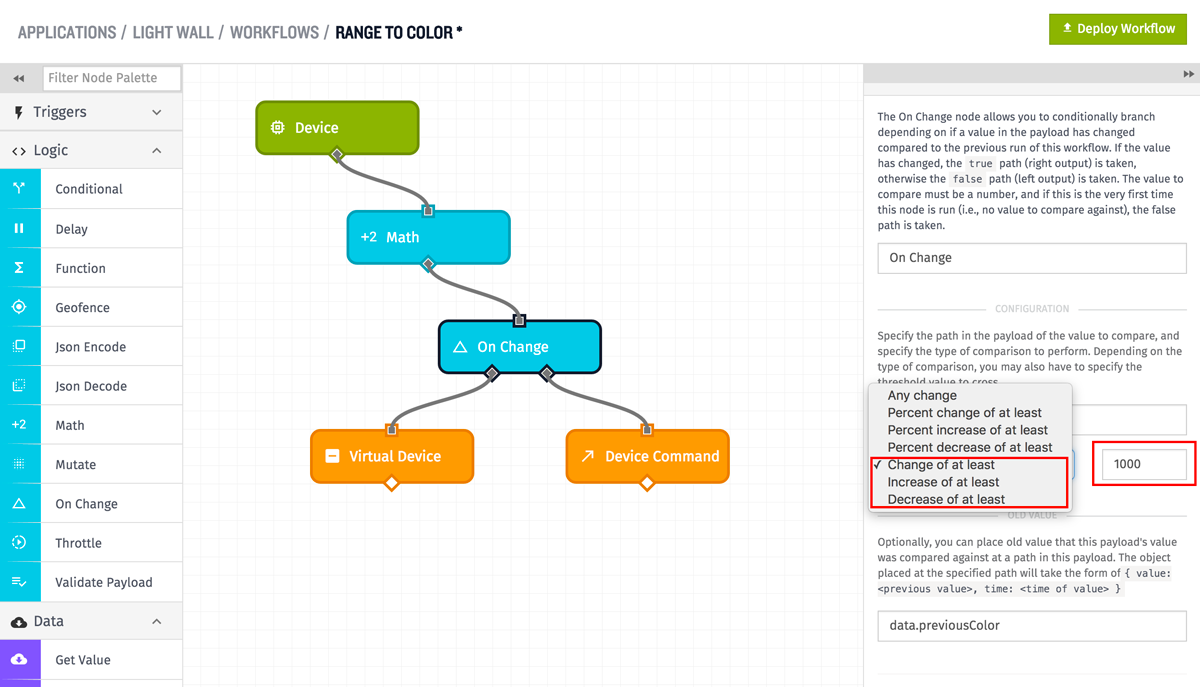 APPLICATIONS / LIGHT WALL / WORKFLOWS / RANGE TO COLOR *
Deploy Workflow
Filter Node Palette
Triggers
Logic
Conditional
Delay
Function
Geofence
Json Encode
Json Decode
+2 Math
Mutate
On Change
Throttle
Validate Payload
Data
Get Value
Device
+2 Math
On Change
Virtual Device
Device Command
The On Change node allows you to conditionally branch
depending on if a value in the payload has changed
compared to the previous run of this workflow. If the value
has changed, the true path (right output) is taken,
otherwise the false path (left output) is taken. The value to
compare must be a number, and if this is the very first time
this node is run (i.e., no value to compare against), the false
path is taken.
On Change
CONFIGURATION
Specify the path in the payload of the value to compare, and
specify the type of comparison to perform. Depending on the
type of comparison, you may also have to specify the
threshold value to cross.
Any change
Percent change of at least
Percent increase of at least
Percent decrease of at least
✓ Change of at least
Increase of at least
Decrease of at least
1000
OLD VALUE
Optionally, you can place old value that this payload's value
was compared against at a path in this payload. The object
placed at the specified path will take the form of { value:
<previous value>, time: <time of value> }
data.previousColor